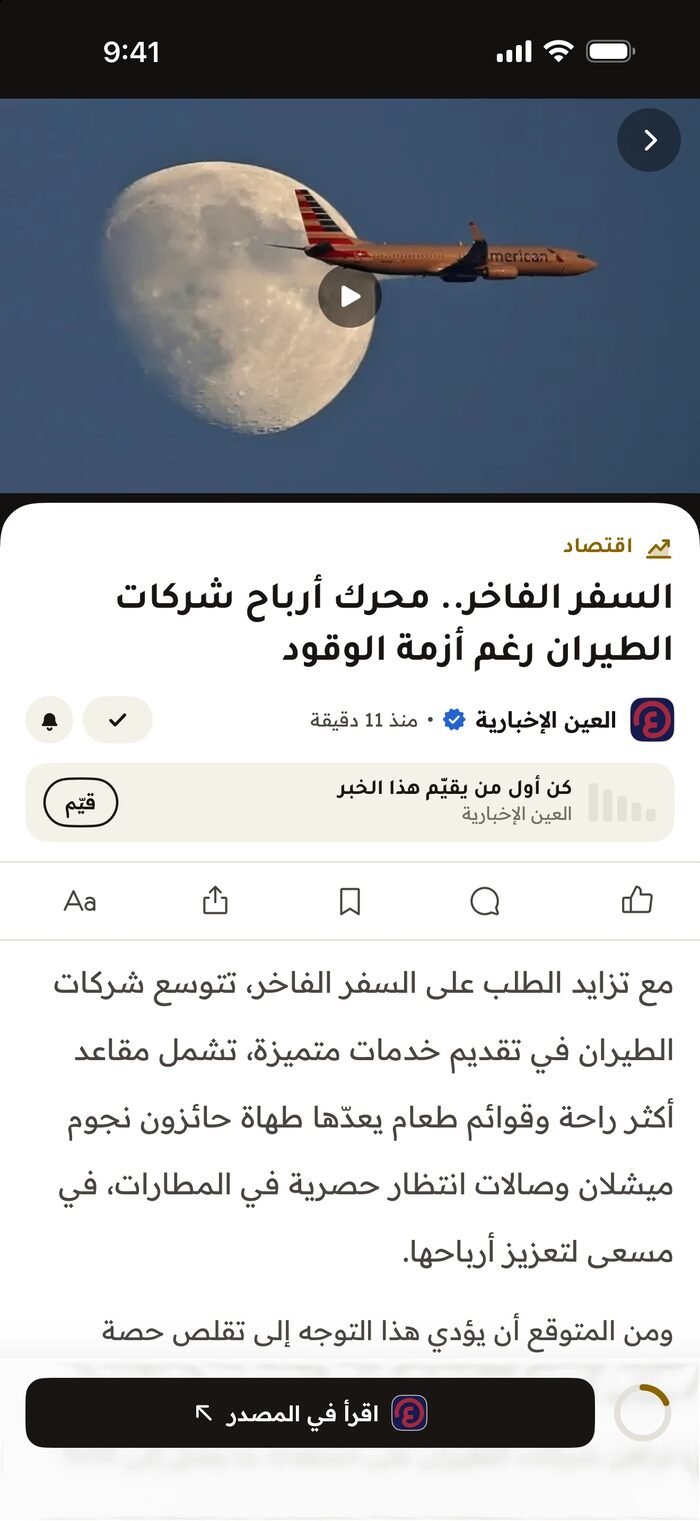 9:41
merican
اقتصاد
السفر الفاخر.. محرك أرباح شركات
الطيران رغم أزمة الوقود
العين الإخبارية • منذ 11 دقيقة
كن أول من يقيّم هذا الخبر
العين الإخبارية
قيّم
Aa
مع تزايد الطلب على السفر الفاخر، تتوسع شركات
الطيران في تقديم خدمات متميزة، تشمل مقاعد
أكثر راحة وقوائم طعام يعدّها طهاة حائزون نجوم
ميشلان وصالات انتظار حصرية في المطارات، في
مسعى لتعزيز أرباحها.
ومن المتوقع أن يؤدي هذا التوجه إلى تقلص حصة
اقرأ في المصدر